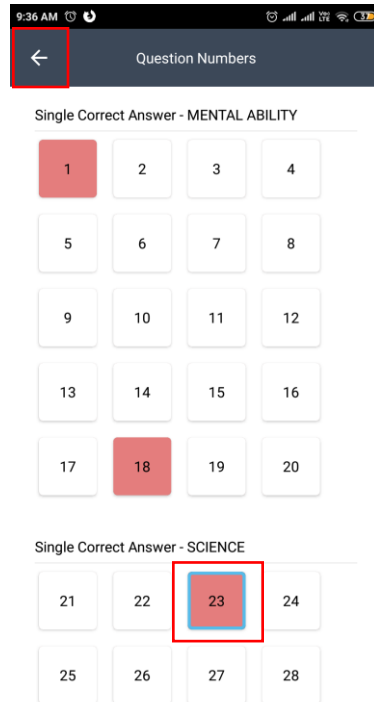 9:36 AM
Question Numbers
Single Correct Answer - MENTAL ABILITY
1 2 3 4
5 6 7 8
9 10 11 12
13 14 15 16
17 18 19 20
Single Correct Answer - SCIENCE
21 22 23 24
25 26 27 28